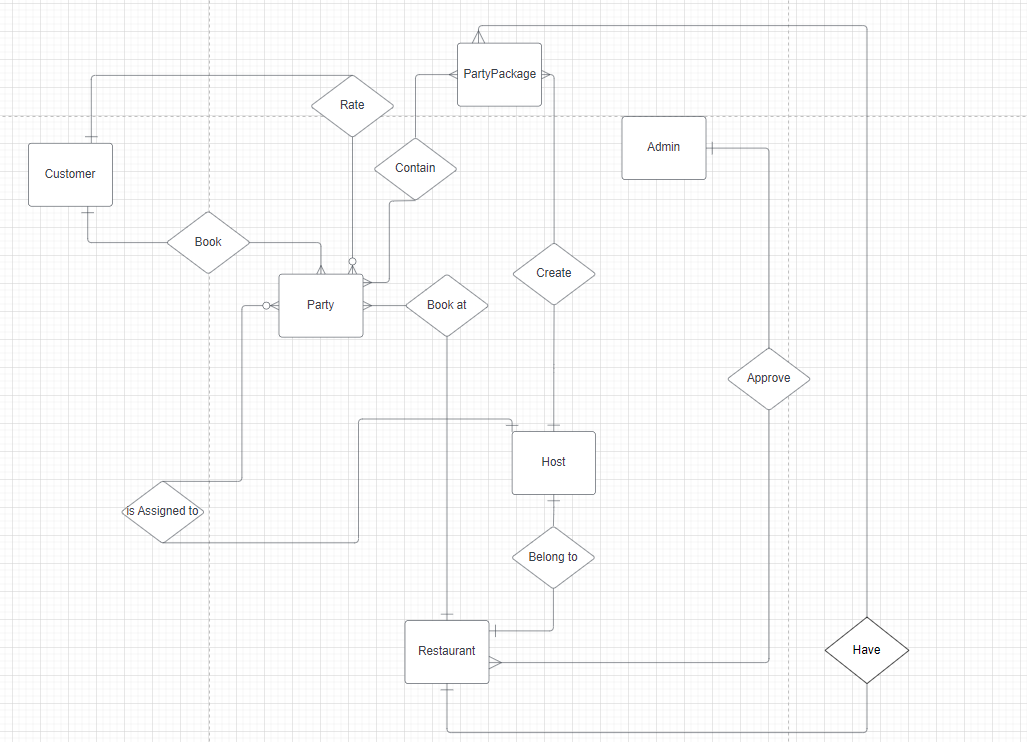 PartyPackage
Rate
Admin
Contain
Customer
Book
Create
Party
Book at
Approve
Host
is Assigned to
Belong to
Restaurant
Have